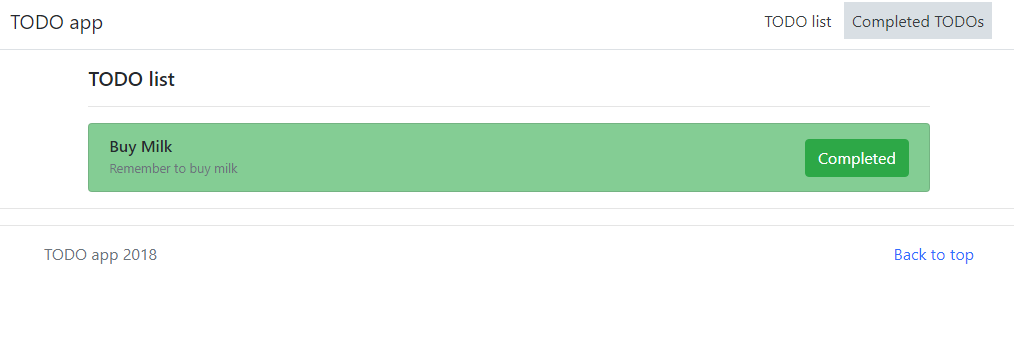 TODO app
TODO list
Completed TODOs
TODO list
Buy Milk
Remember to buy milk
Completed
TODO app 2018
Back to top